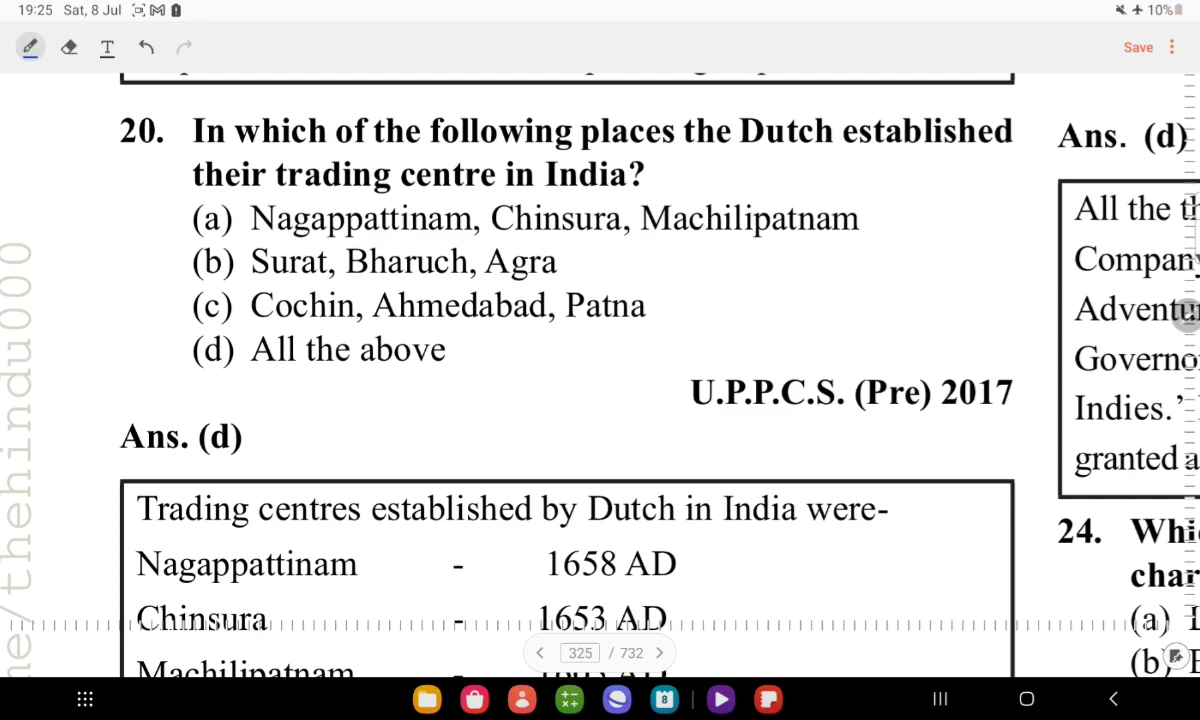 19:25 Sat, 8 Jul
10%
T
Save
20. In which of the following places the Dutch established
their trading centre in India?
(a) Nagappattinam, Chinsura, Machilipatnam
(b) Surat, Bharuch, Agra
(c) Cochin, Ahmedabad, Patna
(d) All the above
U.P.P.C.S. (Pre) 2017
Ans. (d)
Trading centres established by Dutch in India were-
Nagappattinam - 1658 AD
Chinsura - 1653 AD
Machilipatnam -
325 / 732
Ans. (d)
All the
Company
Indies.’
granted a
24.
(a)
(b)
/thehindu000
8